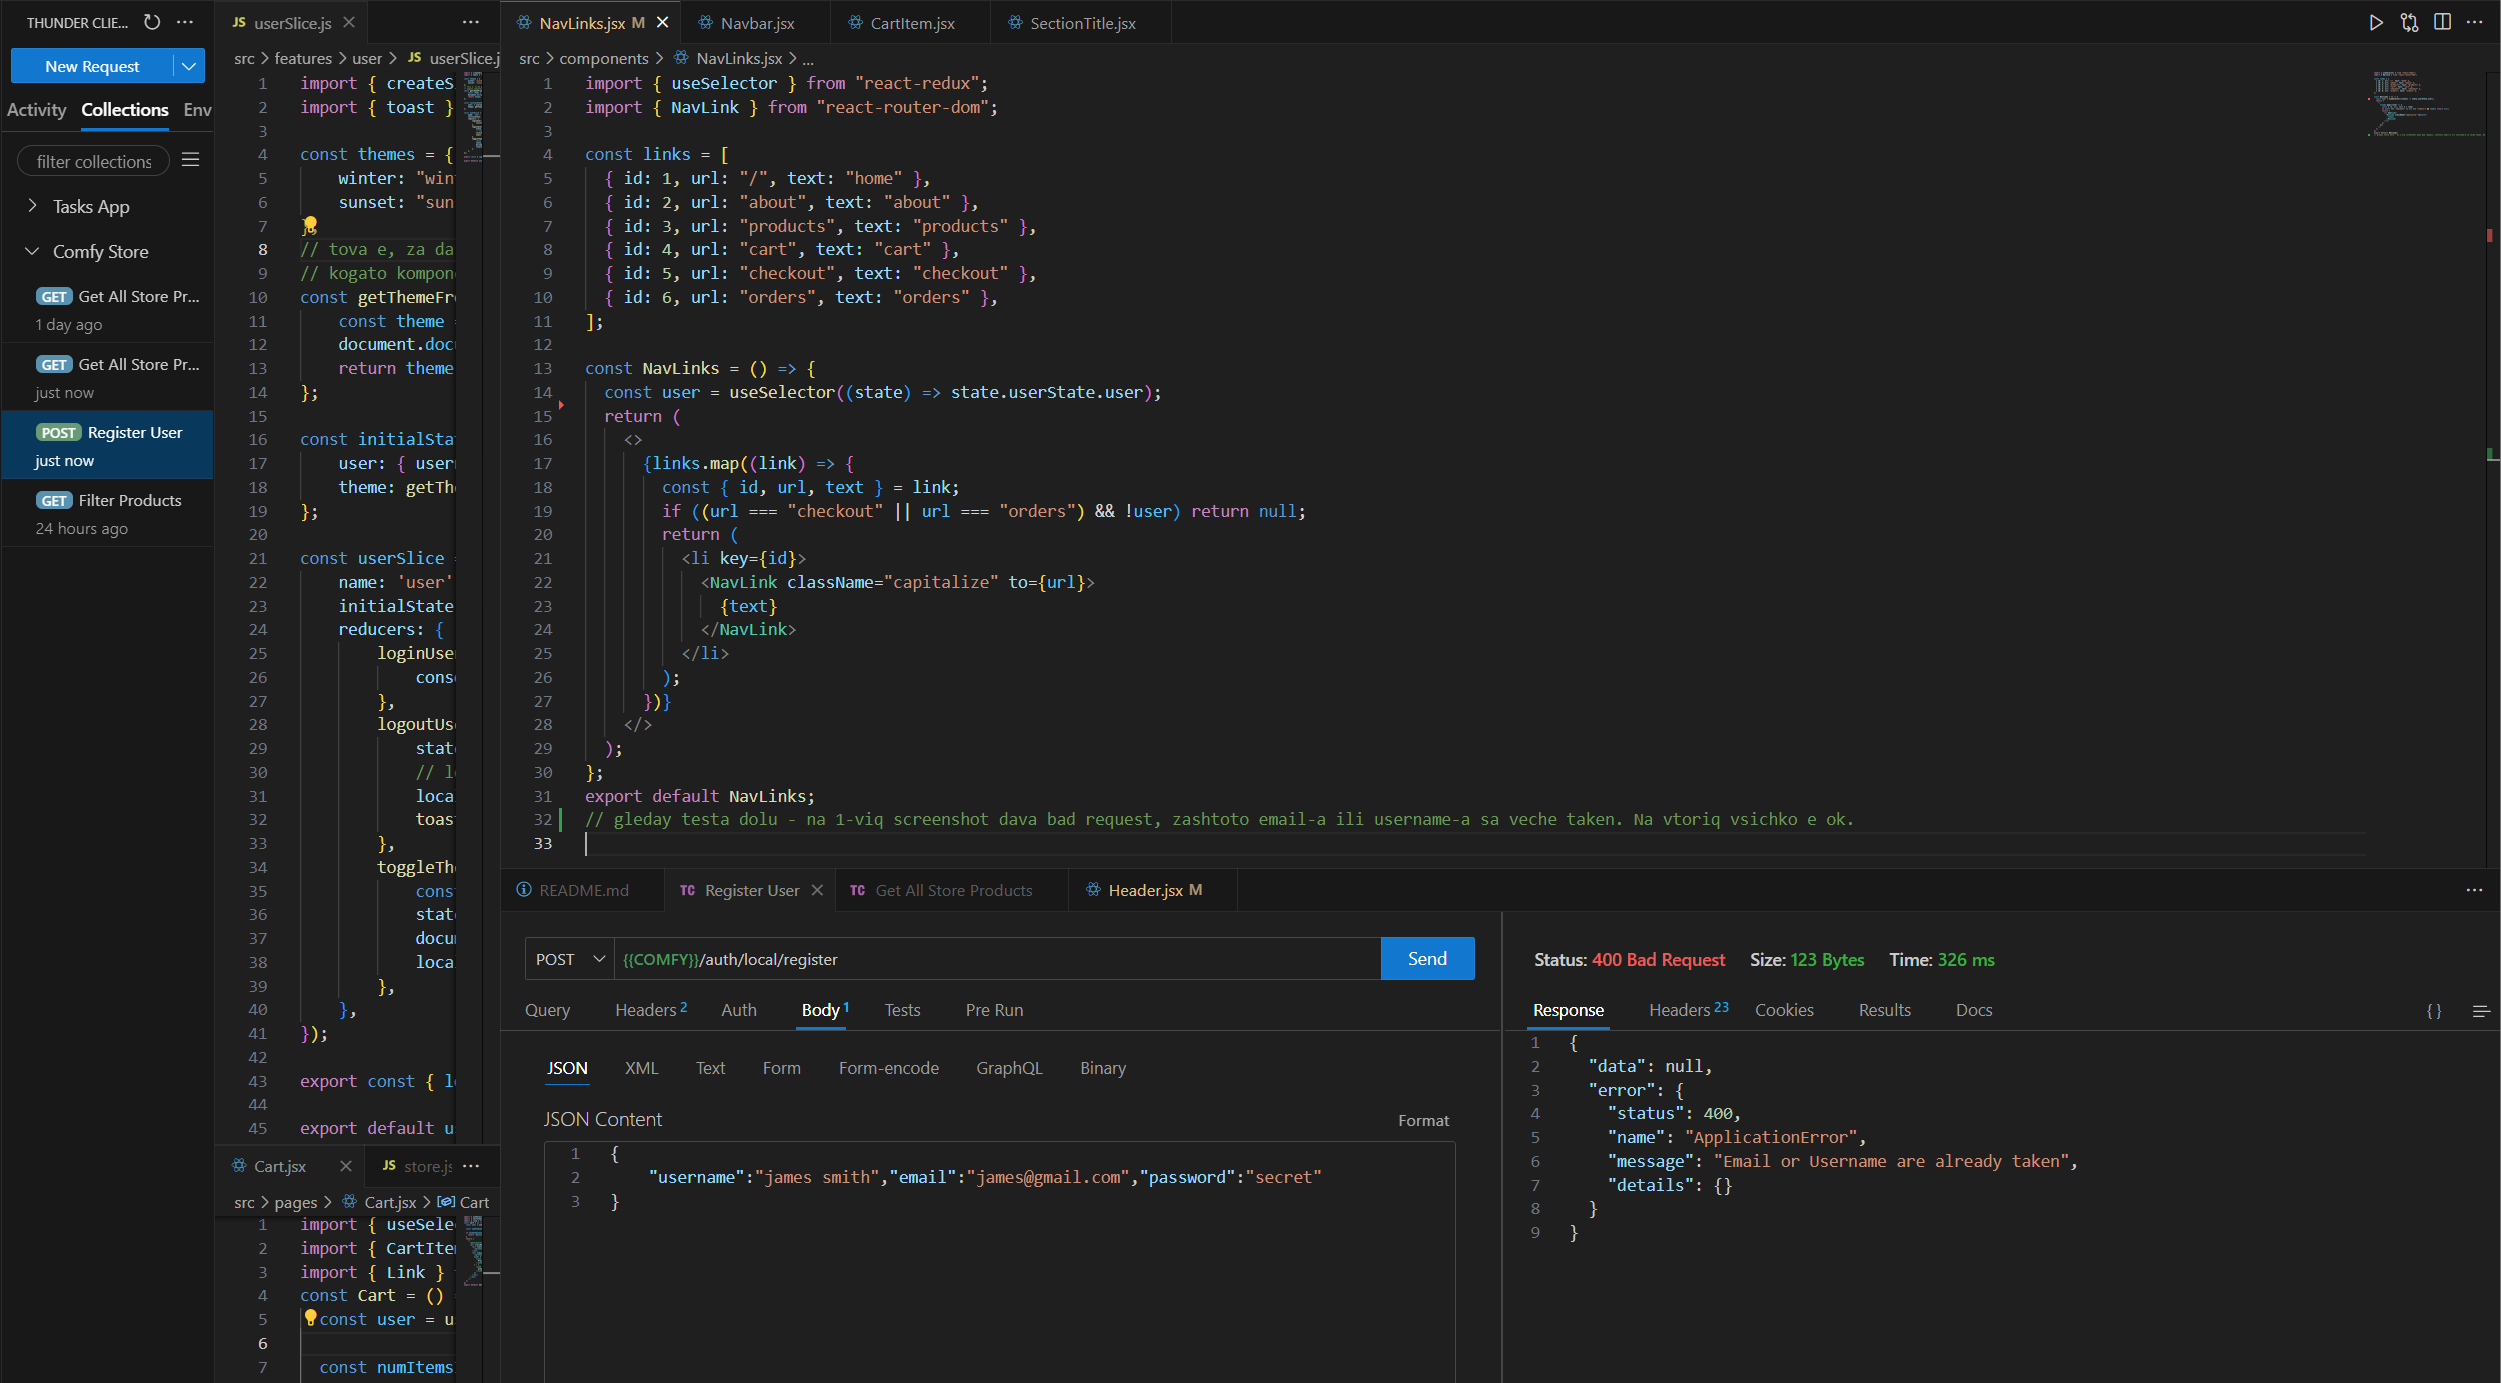 THUNDER CLIE...
New Request
Activity Collections Env
filter collections
Tasks App
Comfy Store
GET Get All Store Pr...
1 day ago
GET Get All Store Pr...
just now
POST Register User
just now
GET Filter Products
24 hours ago
JS userSlice.js
src > features > user > JS userSlice.j
1 import { createS
2 import { toast }
3
4 const themes = {
5 winter: "win
6 sunset: "sun
7 };
8 // tova e, za da
9 // kogato kompon
10 const getThemeFr
11 const theme =
12 document.doc
13 return theme
14 };
15
16 const initialSta
17 user: { user
18 theme: getTh
19 };
20
21 const userSlice =
22 name: 'user'
23 initialState
24 reducers: {
25 loginUse
26 cons
27 },
28 logoutUs
29 stat
30 // l
31 loca
32 toas
33 },
34 toggleTh
35 const
36 stat
37 docu
38 loca
39 },
40 },
41 });
42
43 export const { l
44
45 export default u
Cart.jsx JS store.js
src > pages > Cart.jsx > Cart
1 import { useSele
2 import { CartIte
3 import { Link }
4 const Cart = ()
5 const user = u
6
7 const numItems
NavLinks.jsx M Navbar.jsx CartItem.jsx SectionTitle.jsx
src > components > NavLinks.jsx > ...
1 import { useSelector } from "react-redux";
2 import { NavLink } from "react-router-dom";
3
4 const links = [
5 { id: 1, url: "/", text: "home" },
6 { id: 2, url: "about", text: "about" },
7 { id: 3, url: "products", text: "products" },
8 { id: 4, url: "cart", text: "cart" },
9 { id: 5, url: "checkout", text: "checkout" },
10 { id: 6, url: "orders", text: "orders" },
11 ];
12
13 const NavLinks = () => {
14 const user = useSelector((state) => state.userState.user);
15 return (
16 <>
17 {links.map((link) => {
18 const { id, url, text } = link;
19 if ((url === "checkout" || url === "orders") && !user) return null;
20 return (
21 <li key={id}>
22 <NavLink className="capitalize" to={url}>
23 {text}
24 </NavLink>
25 </li>
26 );
27 })}
28 </>
29 );
30 };
31 export default NavLinks;
32 // gleday testa dolu - na 1-viq screenshot dava bad request, zashtoto email-a ili username-a sa veche taken. Na vtoriq vsichko e ok.
33
README.md TC Register User TC Get All Store Products Header.jsx M
POST {{COMFY}}/auth/local/register Send
Query Headers 2 Auth Body 1 Tests Pre Run
JSON XML Text Form Form-encode GraphQL Binary
JSON Content Format
1 {
2 "username":"james smith","email":"james@gmail.com","password":"secret"
3 }
Status: 400 Bad Request Size: 123 Bytes Time: 326 ms
Response Headers 23 Cookies Results Docs { }
1 {
2 "data": null,
3 "error": {
4 "status": 400,
5 "name": "ApplicationError",
6 "message": "Email or Username are already taken",
7 "details": {}
8 }
9 }